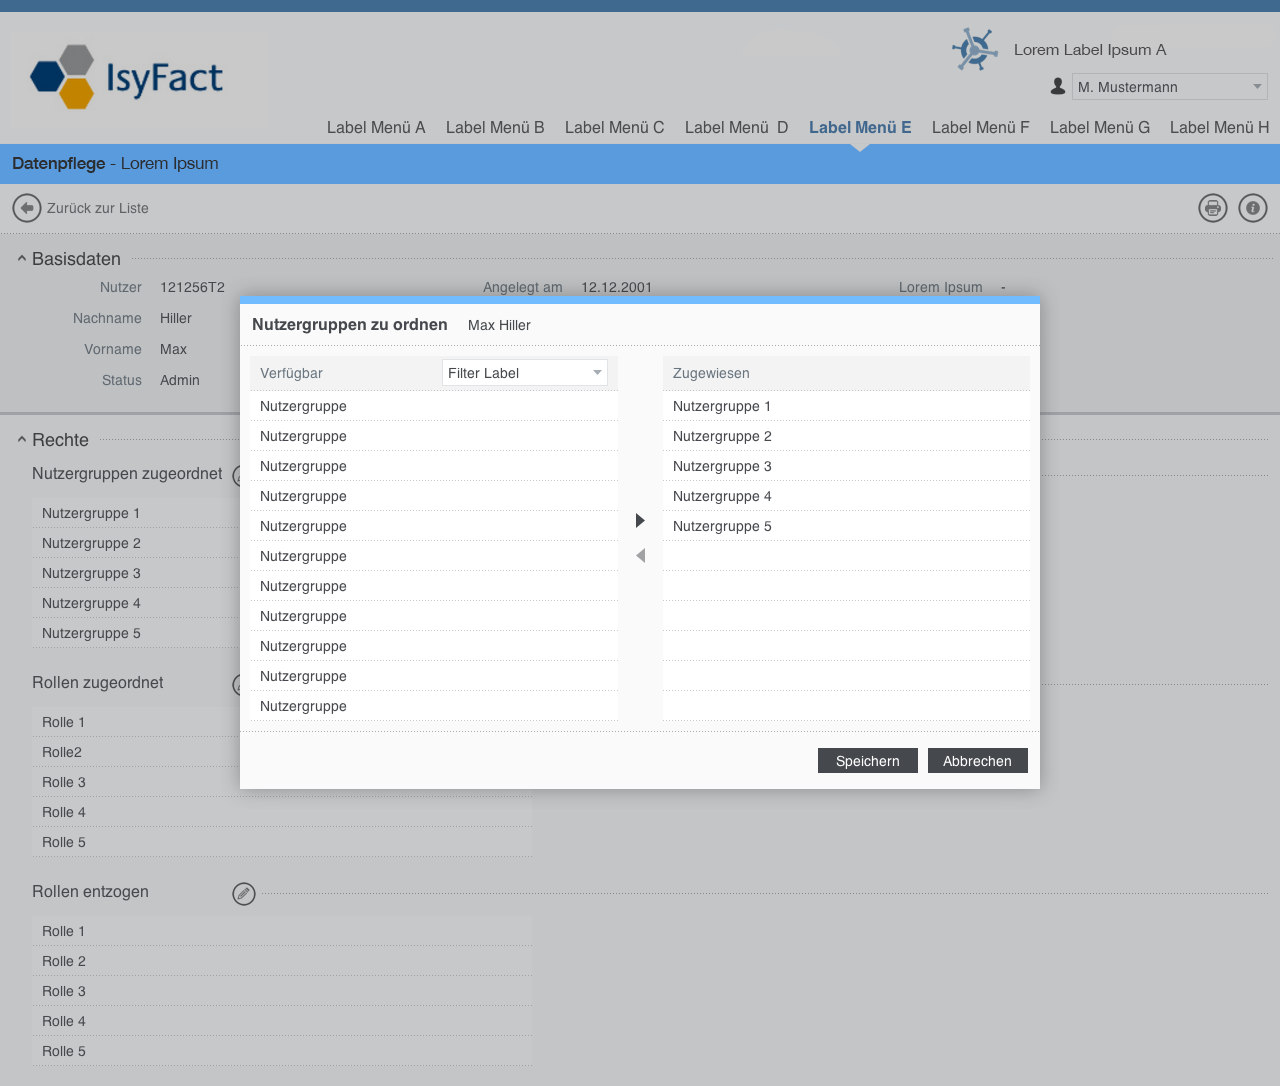 IsyFact
Lorem Label Ipsum A
M. Mustermann
Label Menü A Label Menü B Label Menü C Label Menü D Label Menü E Label Menü F Label Menü G Label Menü H
Datenpflege - Lorem Ipsum
Zurück zur Liste
Basisdaten
Nutzer 121256T2 Angelegt am 12.12.2001 Lorem Ipsum -
Nachname Hiller
Vorname Max
Status Admin
Rechte
Nutzergruppen zugeordnet
Nutzergruppe 1
Nutzergruppe 2
Nutzergruppe 3
Nutzergruppe 4
Nutzergruppe 5
Rollen zugeordnet
Rolle 1
Rolle2
Rolle 3
Rolle 4
Rolle 5
Rollen entzogen
Rolle 1
Rolle 2
Rolle 3
Rolle 4
Rolle 5
Nutzergruppen zu ordnen Max Hiller
Verfügbar Filter Label
Nutzergruppe
Nutzergruppe
Nutzergruppe
Nutzergruppe
Nutzergruppe
Nutzergruppe
Nutzergruppe
Nutzergruppe
Nutzergruppe
Nutzergruppe
Nutzergruppe
Zugewiesen
Nutzergruppe 1
Nutzergruppe 2
Nutzergruppe 3
Nutzergruppe 4
Nutzergruppe 5
Speichern Abbrechen